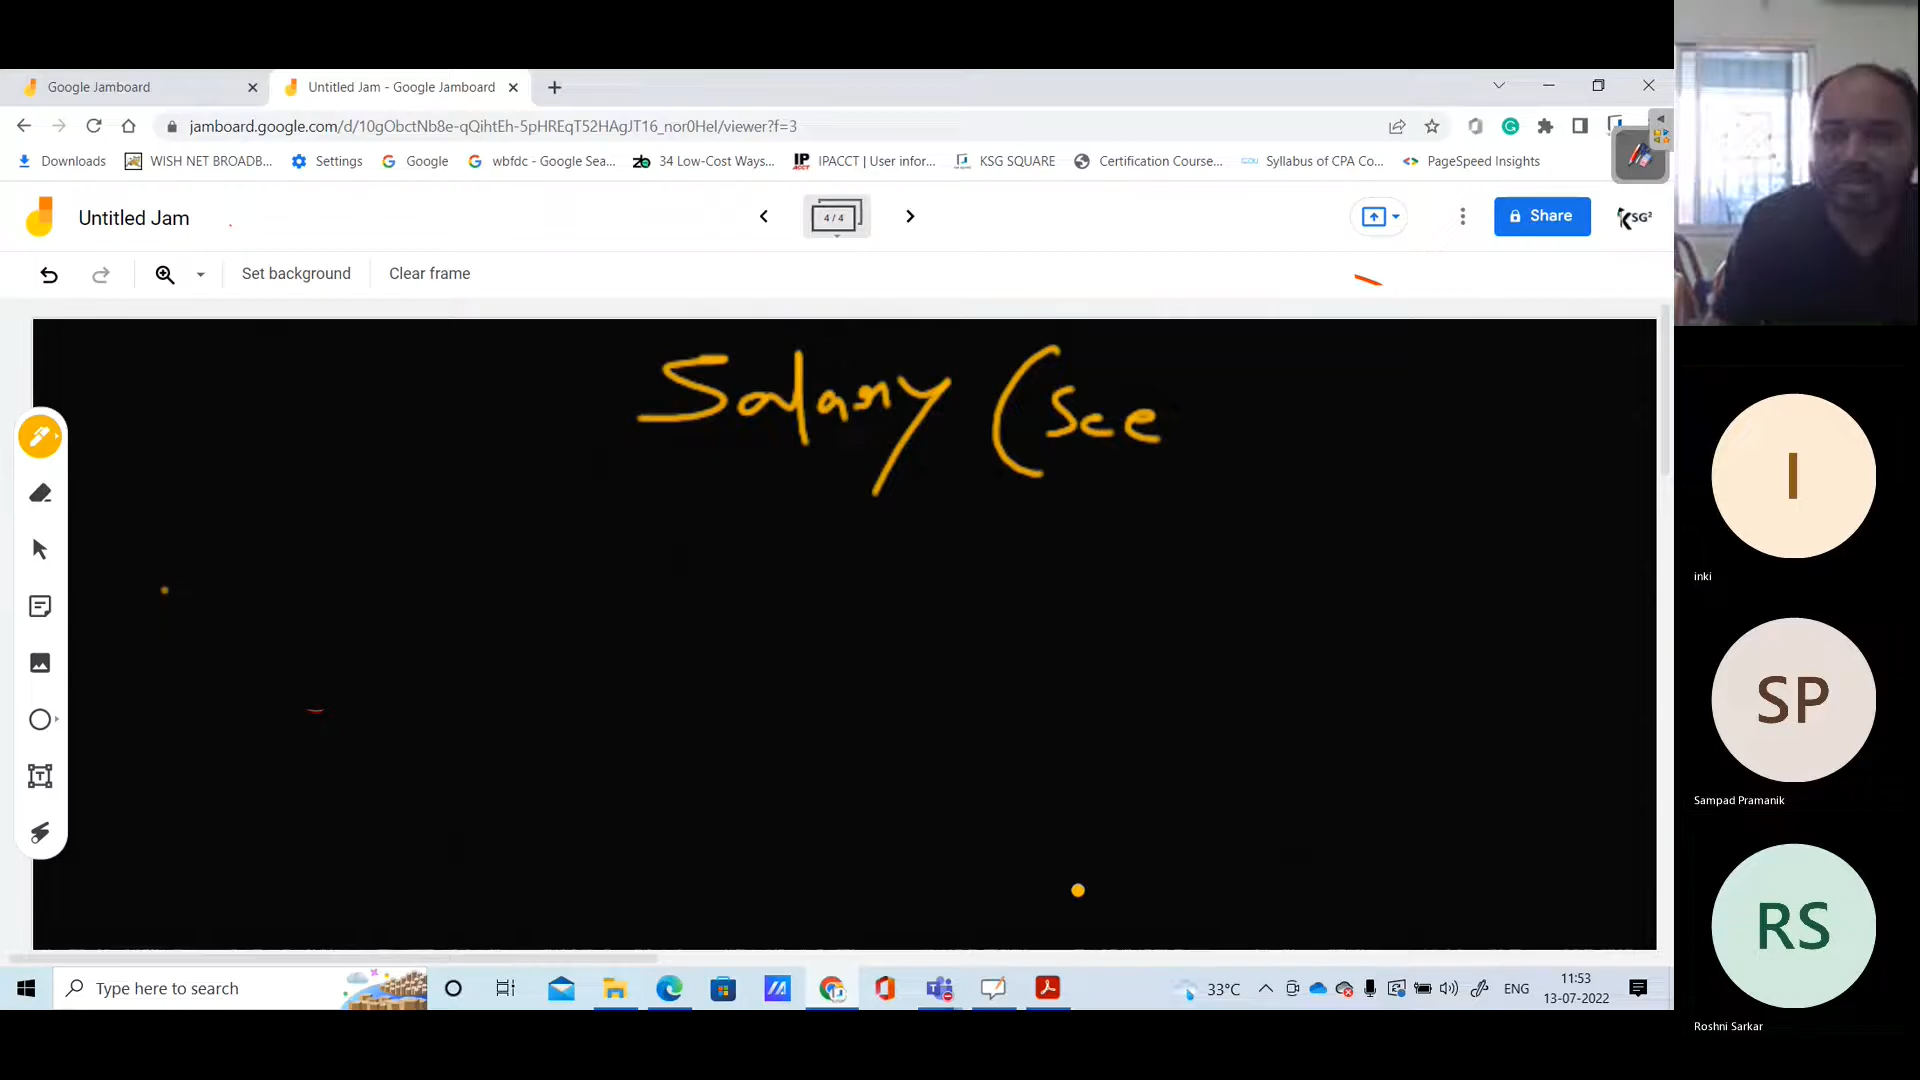 Google Jamboard
Untitled Jam - Google Jamboard
jamboard.google.com/d/10gObctNb8e-qQihtEh-5pHREqT52HAgJT16_nor0HeI/viewer?f=3
Downloads WISH NET BROADB... Settings Google wbfdc - Google Sea... 34 Low-Cost Ways... IPACCT | User infor... KSG SQUARE Certification Course... Syllabus of CPA Co... PageSpeed Insights
Untitled Jam
4 / 4
Share
KSG²
Set background
Clear frame
Salary (Sec
I
inki
SP
Sampad Pramanik
RS
Roshni Sarkar
Type here to search
33°C
ENG
11:53
13-07-2022